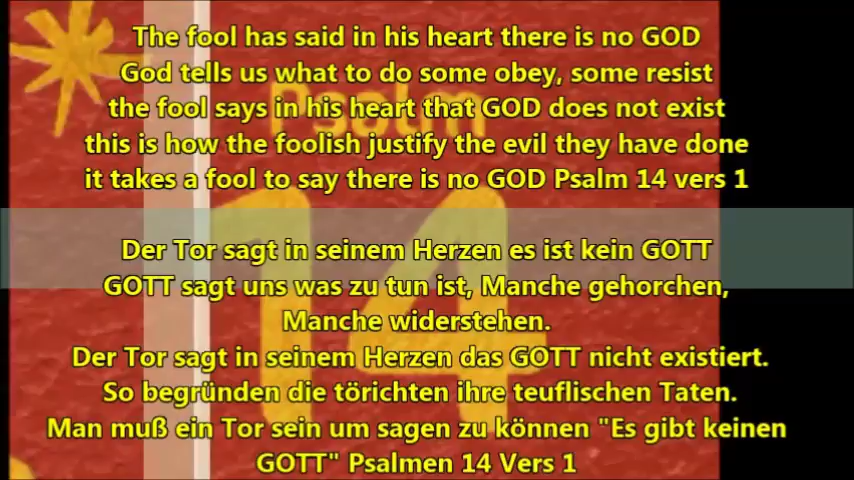 The fool has said in his heart there is no GOD
God tells us what to do some obey, some resist
the fool says in his heart that GOD does not exist
this is how the foolish justify the evil they have done
it takes a fool to say there is no GOD Psalm 14 vers 1
Psalm
14
Der Tor sagt in seinem Herzen es ist kein GOTT
GOTT sagt uns was zu tun ist, Manche gehorchen,
Manche widerstehen.
Der Tor sagt in seinem Herzen das GOTT nicht existiert.
So begründen die törichten ihre teuflischen Taten.
Man muß ein Tor sein um sagen zu können "Es gibt keinen
GOTT" Psalmen 14 Vers 1